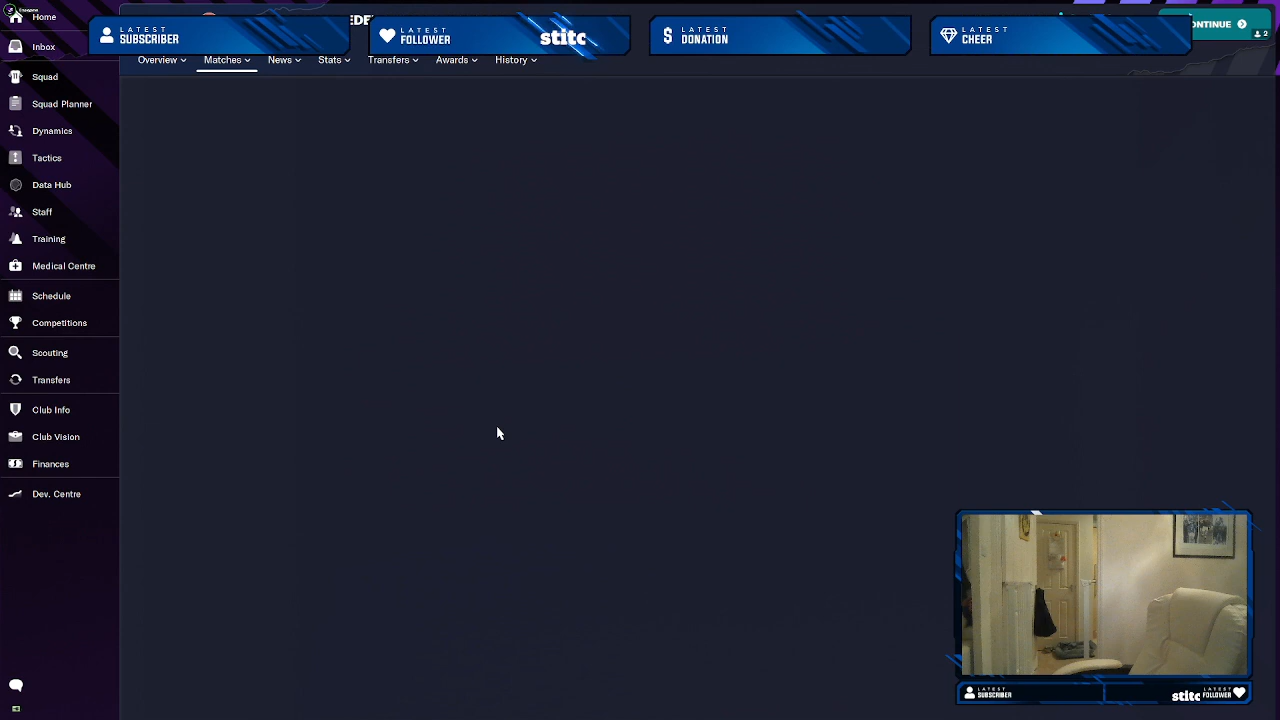 Home
Inbox
Squad
Squad Planner
Dynamics
Tactics
Data Hub
Staff
Training
Medical Centre
Schedule
Competitions
Scouting
Transfers
Club Info
Club Vision
Finances
Dev. Centre
LATEST
SUBSCRIBER
LATEST
FOLLOWER
stitc
LATEST
DONATION
LATEST
CHEER
2
Overview
Matches
News
Stats
Transfers
Awards
History
LATEST
SUBSCRIBER
stitc
LATEST
FOLLOWER